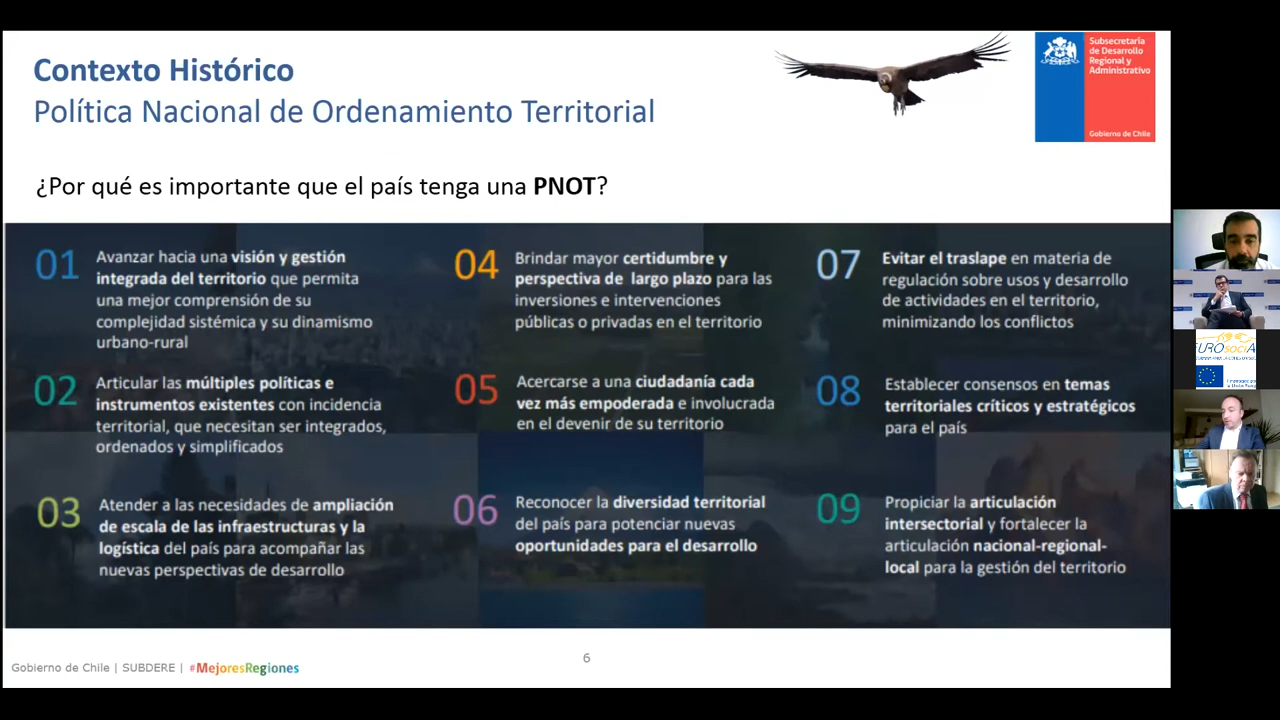 Contexto Histórico
Política Nacional de Ordenamiento Territorial
Subsecretaría
de Desarrollo
Regional y
Administrativo
Gobierno de Chile
¿Por qué es importante que el país tenga una PNOT?
01
Avanzar hacia una visión y gestión
integrada del territorio que permita
una mejor comprensión de su
complejidad sistémica y su dinamismo
urbano-rural
02
Articular las múltiples políticas e
instrumentos existentes con incidencia
territorial, que necesitan ser integrados,
ordenados y simplificados
03
Atender a las necesidades de ampliación
de escala de las infraestructuras y la
logística del país para acompañar las
nuevas perspectivas de desarrollo
04
Brindar mayor certidumbre y
perspectiva de largo plazo para las
inversiones e intervenciones
públicas o privadas en el territorio
05
Acercarse a una ciudadanía cada
vez más empoderada e involucrada
en el devenir de su territorio
06
Reconocer la diversidad territorial
del país para potenciar nuevas
oportunidades para el desarrollo
07
Evitar el traslape en materia de
regulación sobre usos y desarrollo
de actividades en el territorio,
minimizando los conflictos
08
Establecer consensos en temas
territoriales críticos y estratégicos
para el país
09
Propiciar la articulación
intersectorial y fortalecer la
articulación nacional-regional-
local para la gestión del territorio
Gobierno de Chile | SUBDERE | #MejoresRegiones
6
EUROsociA